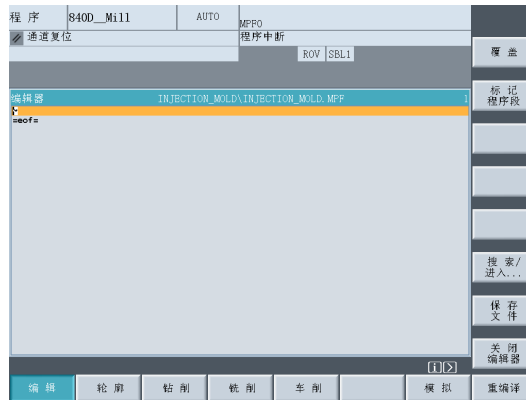 程 序 840D__Mill AUTO MPF0
通道复位 程序中断
ROV SBL1
覆 盖
编辑器 INJECTION_MOLD\INJECTION_MOLD.MPF 1
标 记
程序段
=eof=
搜 索/
进入...
保 存
文 件
关 闭
编辑器
编 辑 轮 廓 钻 削 铣 削 车 削 模 拟 重编译